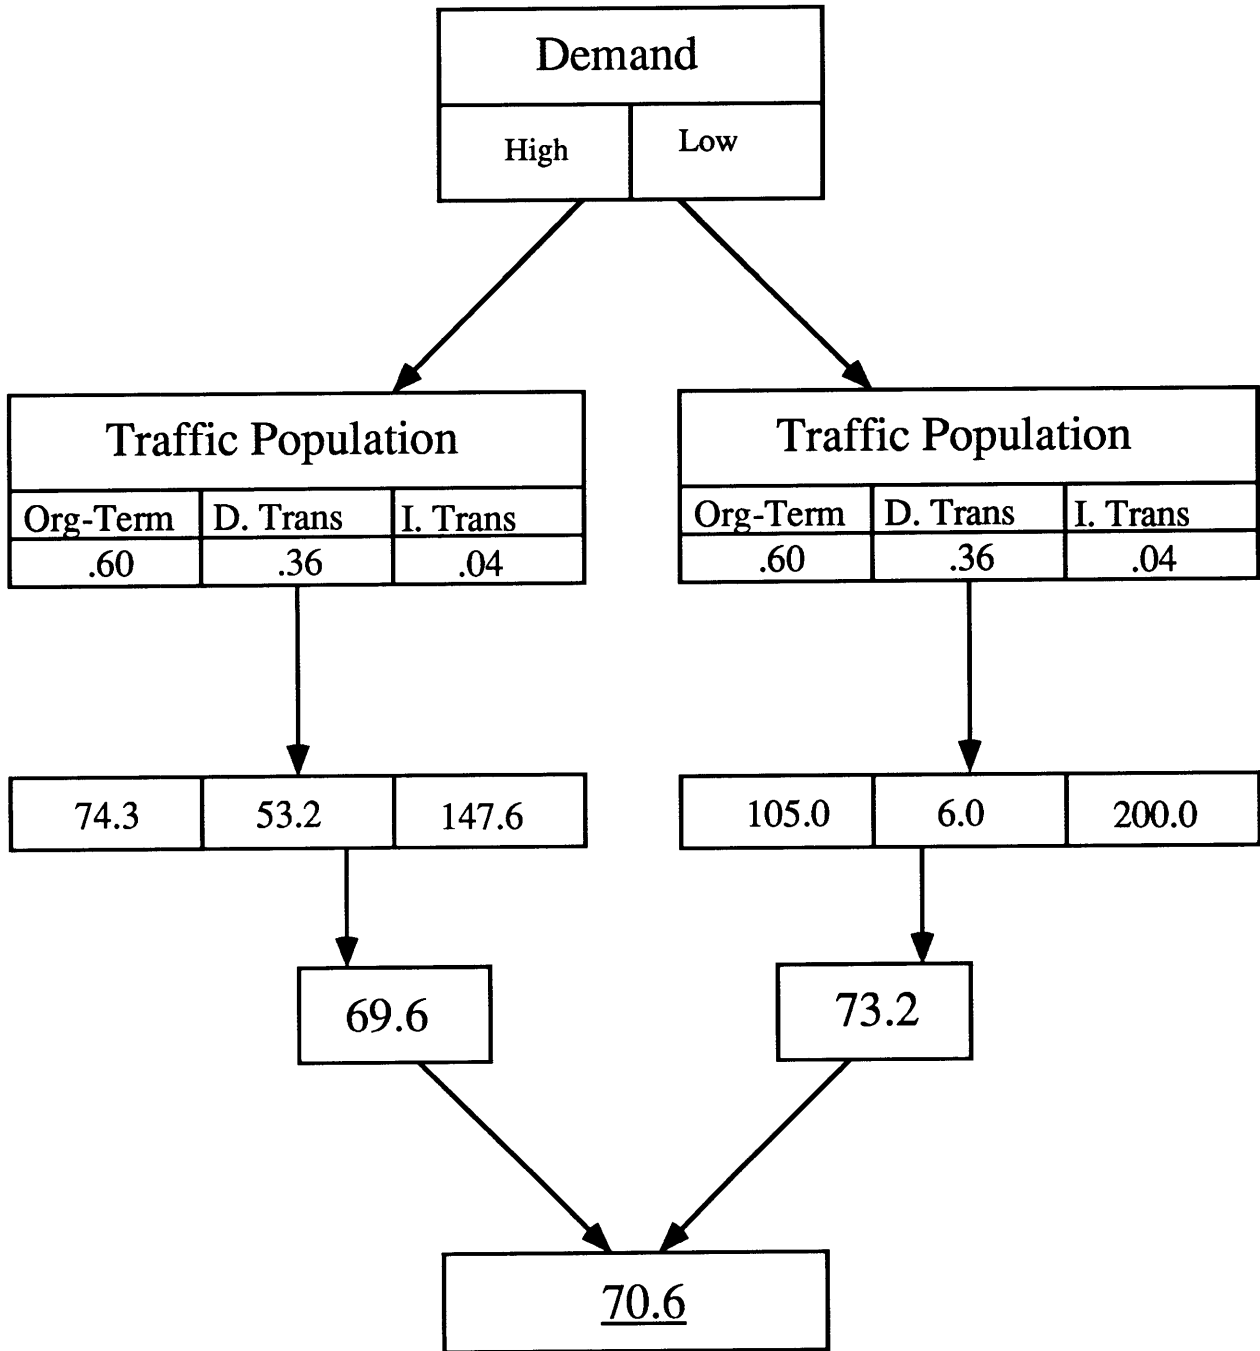 Demand
High Low
Traffic Population
Org-Term D. Trans I. Trans
.60 .36 .04
Traffic Population
Org-Term D. Trans I. Trans
.60 .36 .04
74.3 53.2 147.6
105.0 6.0 200.0
69.6
73.2
70.6